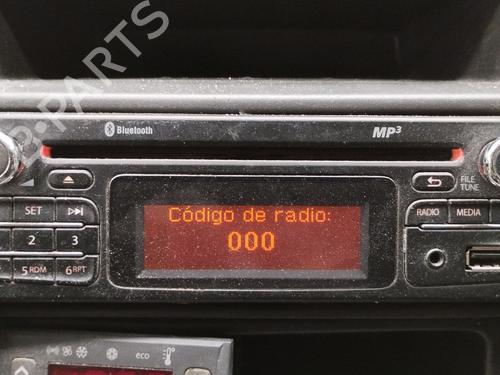 B-PARTS
Bluetooth
MP3
FILE
TUNE
SET
RADIO
MEDIA
Código de radio:
000
2
3
5 RDM
6 RPT
eco